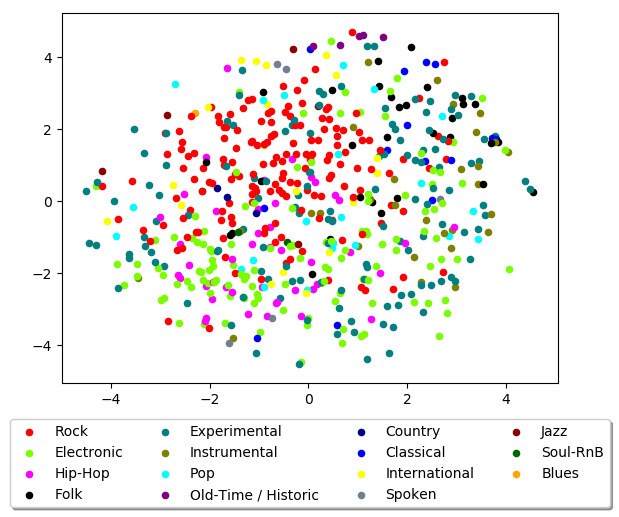 4
2
0
−2
−4
−4 −2 0 2 4
Rock Experimental Country Jazz
Electronic Instrumental Classical Soul-RnB
Hip-Hop Pop International Blues
Folk Old-Time / Historic Spoken